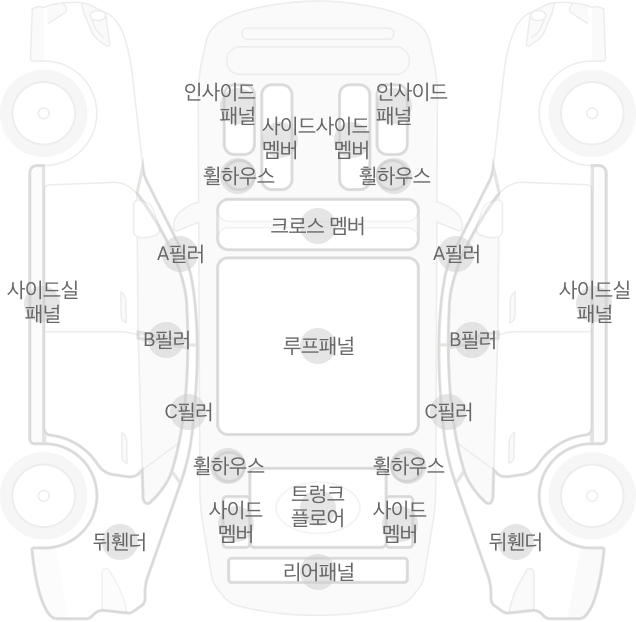 인사이드
패널
인사이드
패널
사이드
멤버
사이드
멤버
휠하우스
휠하우스
크로스 멤버
A필러
A필러
사이드실
패널
사이드실
패널
B필러
루프패널
B필러
C필러
C필러
휠하우스
휠하우스
트렁크
플로어
사이드
멤버
사이드
멤버
뒤휀더
뒤휀더
리어패널